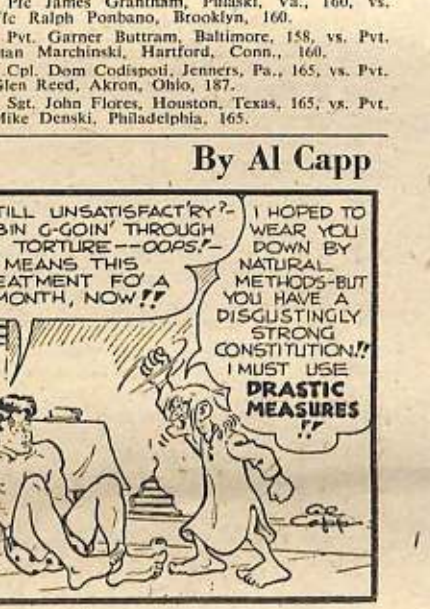 Pfc James Grantham, Pulaski, Va., 160, vs.
Ralph Ponbano, Brooklyn, 160.
Pvt. Garner Buttram, Baltimore, 158, vs. Pvt.
Marchinski, Hartford, Conn., 160.
Cpl. Dom Codispoti, Jenners, Pa., 165, vs. Pvt.
Reed, Akron, Ohio, 187.
Sgt. John Flores, Houston, Texas, 165, vs. Pvt.
Mike Denski, Philadelphia, 165.
By Al Capp
TILL UNSATISFACT'RY?-
BIN G-GOIN' THROUGH
TORTURE--OOPS!-
MEANS THIS
EATMENT FO' A
MONTH, NOW!!
I HOPED TO
WEAR YOU
DOWN BY
NATURAL
METHODS-BUT
YOU HAVE A
DISGUSTINGLY
STRONG
CONSTITUTION!!
I MUST USE
DRASTIC
MEASURES
!!
Al
Capp